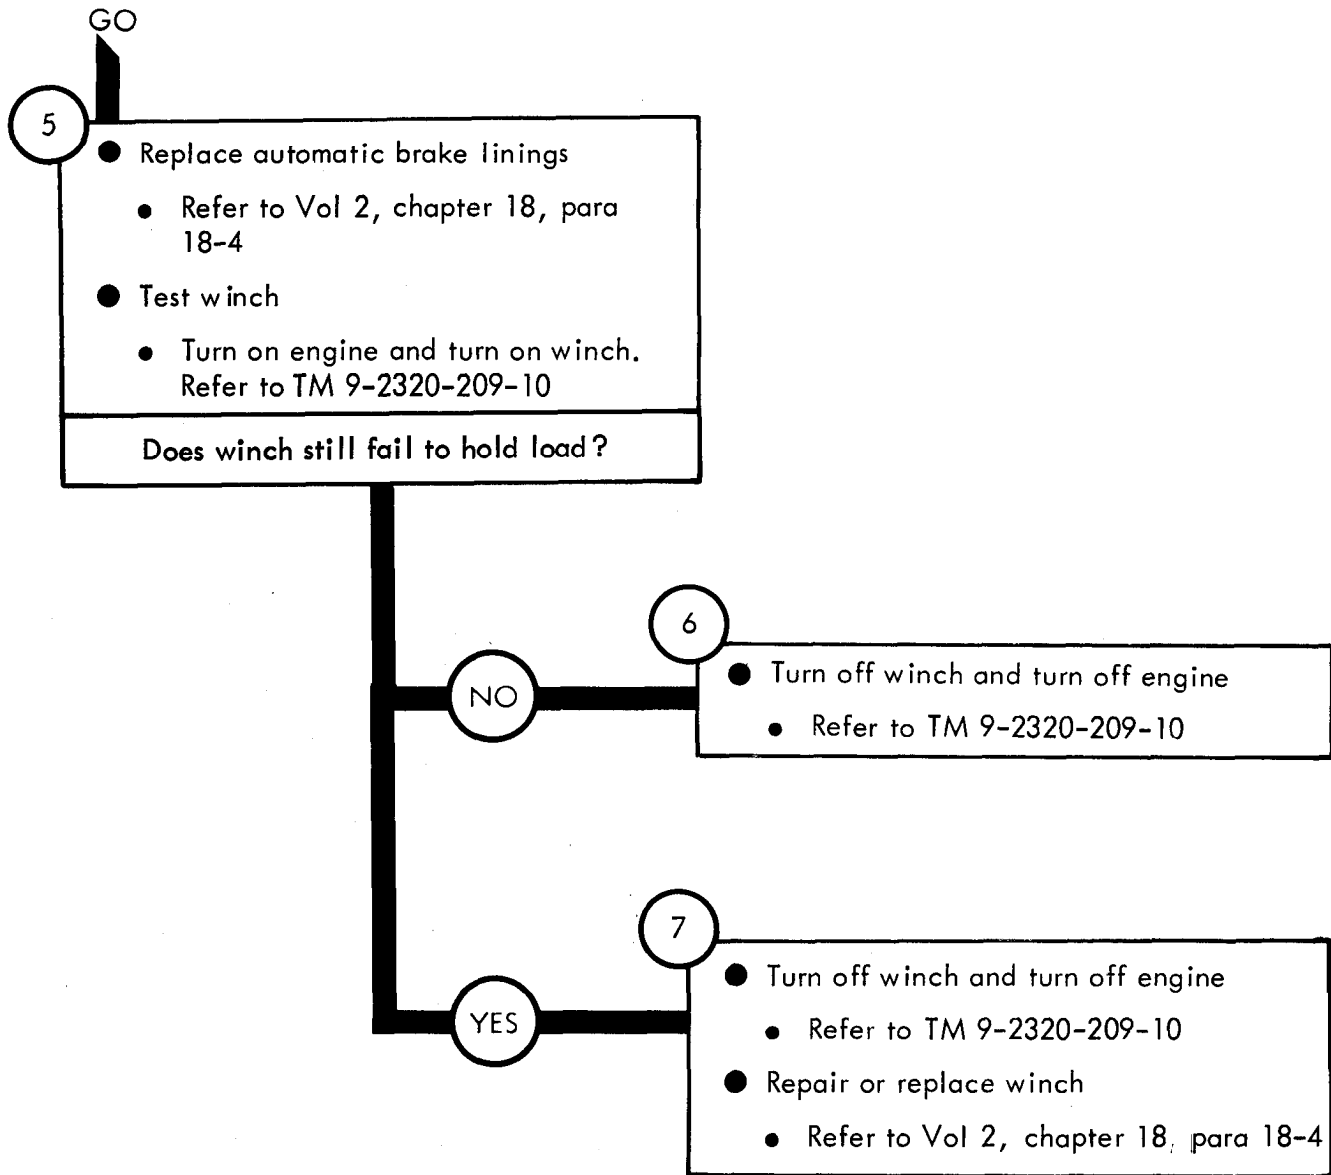 GO
5
● Replace automatic brake linings
● Refer to Vol 2, chapter 18, para
18-4
● Test winch
● Turn on engine and turn on winch.
Refer to TM 9-2320-209-10
Does winch still fail to hold load?
6
NO
● Turn off winch and turn off engine
● Refer to TM 9-2320-209-10
7
YES
● Turn off winch and turn off engine
● Refer to TM 9-2320-209-10
● Repair or replace winch
● Refer to Vol 2, chapter 18, para 18-4